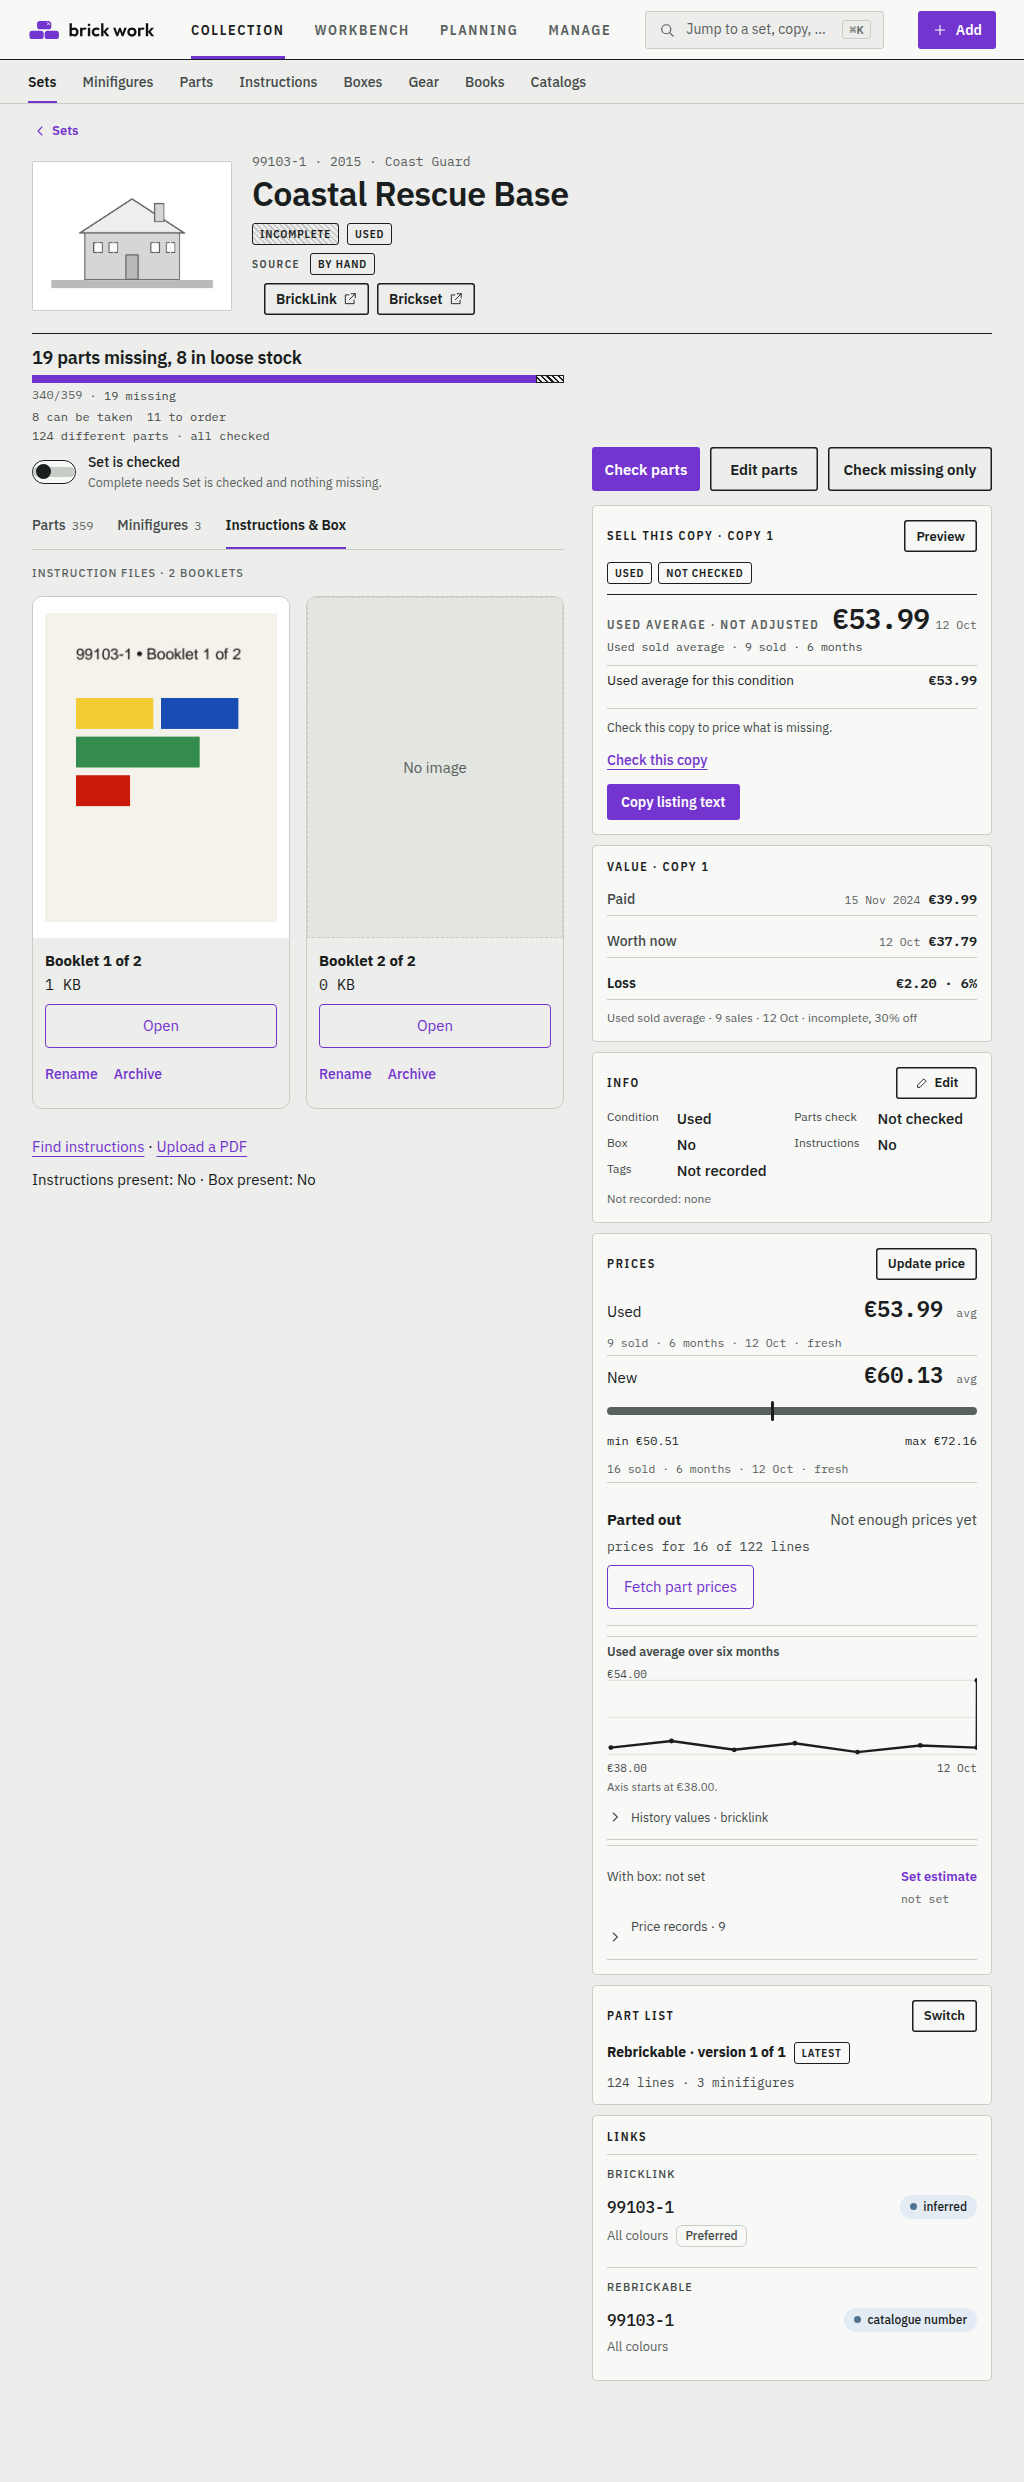 brick work
COLLECTION
WORKBENCH
PLANNING
MANAGE
Jump to a set, copy, ...
⌘K
Add
Sets
Minifigures
Parts
Instructions
Boxes
Gear
Books
Catalogs
Sets
99103-1 · 2015 · Coast Guard
Coastal Rescue Base
INCOMPLETE
USED
SOURCE
BY HAND
BrickLink
Brickset
19 parts missing, 8 in loose stock
340/359 · 19 missing
8 can be taken 11 to order
124 different parts · all checked
Set is checked
Complete needs Set is checked and nothing missing.
Parts 359
Minifigures 3
Instructions & Box
INSTRUCTION FILES · 2 BOOKLETS
99103-1 • Booklet 1 of 2
Booklet 1 of 2
1 KB
Open
Rename
Archive
No image
Booklet 2 of 2
0 KB
Open
Rename
Archive
Find instructions · Upload a PDF
Instructions present: No · Box present: No
Check parts
Edit parts
Check missing only
SELL THIS COPY · COPY 1
Preview
USED
NOT CHECKED
USED AVERAGE · NOT ADJUSTED
€53.99 12 Oct
Used sold average · 9 sold · 6 months
Used average for this condition
€53.99
Check this copy to price what is missing.
Check this copy
Copy listing text
VALUE · COPY 1
Paid
15 Nov 2024 €39.99
Worth now
12 Oct €37.79
Loss
€2.20 · 6%
Used sold average · 9 sales · 12 Oct · incomplete, 30% off
INFO
Edit
Condition
Used
Parts check
Not checked
Box
No
Instructions
No
Tags
Not recorded
Not recorded: none
PRICES
Update price
Used
€53.99 avg
9 sold · 6 months · 12 Oct · fresh
New
€60.13 avg
min €50.51
max €72.16
16 sold · 6 months · 12 Oct · fresh
Parted out
Not enough prices yet
prices for 16 of 122 lines
Fetch part prices
Used average over six months
€54.00
€38.00
12 Oct
Axis starts at €38.00.
History values · bricklink
With box: not set
Set estimate
not set
Price records · 9
PART LIST
Switch
Rebrickable · version 1 of 1
LATEST
124 lines · 3 minifigures
LINKS
BRICKLINK
99103-1
inferred
All colours
Preferred
REBRICKABLE
99103-1
catalogue number
All colours